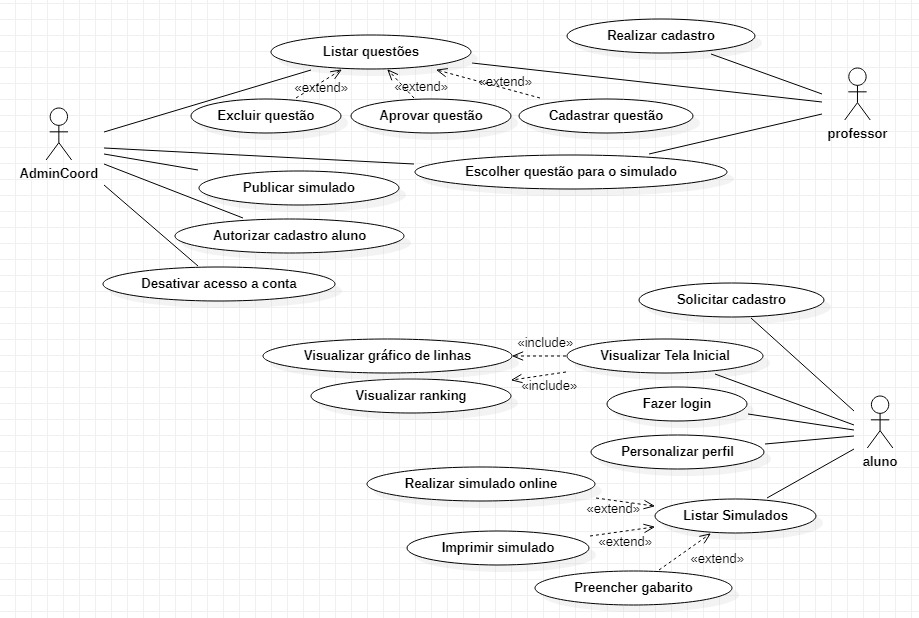 Realizar cadastro
Listar questões
«extend»
«extend»
«extend»
Excluir questão
Aprovar questão
Cadastrar questão
professor
AdminCoord
Escolher questão para o simulado
Publicar simulado
Autorizar cadastro aluno
Desativar acesso a conta
Solicitar cadastro
«include»
Visualizar gráfico de linhas
Visualizar Tela Inicial
«include»
Visualizar ranking
Fazer login
Personalizar perfil
aluno
Realizar simulado online
«extend»
Listar Simulados
«extend»
Imprimir simulado
«extend»
Preencher gabarito